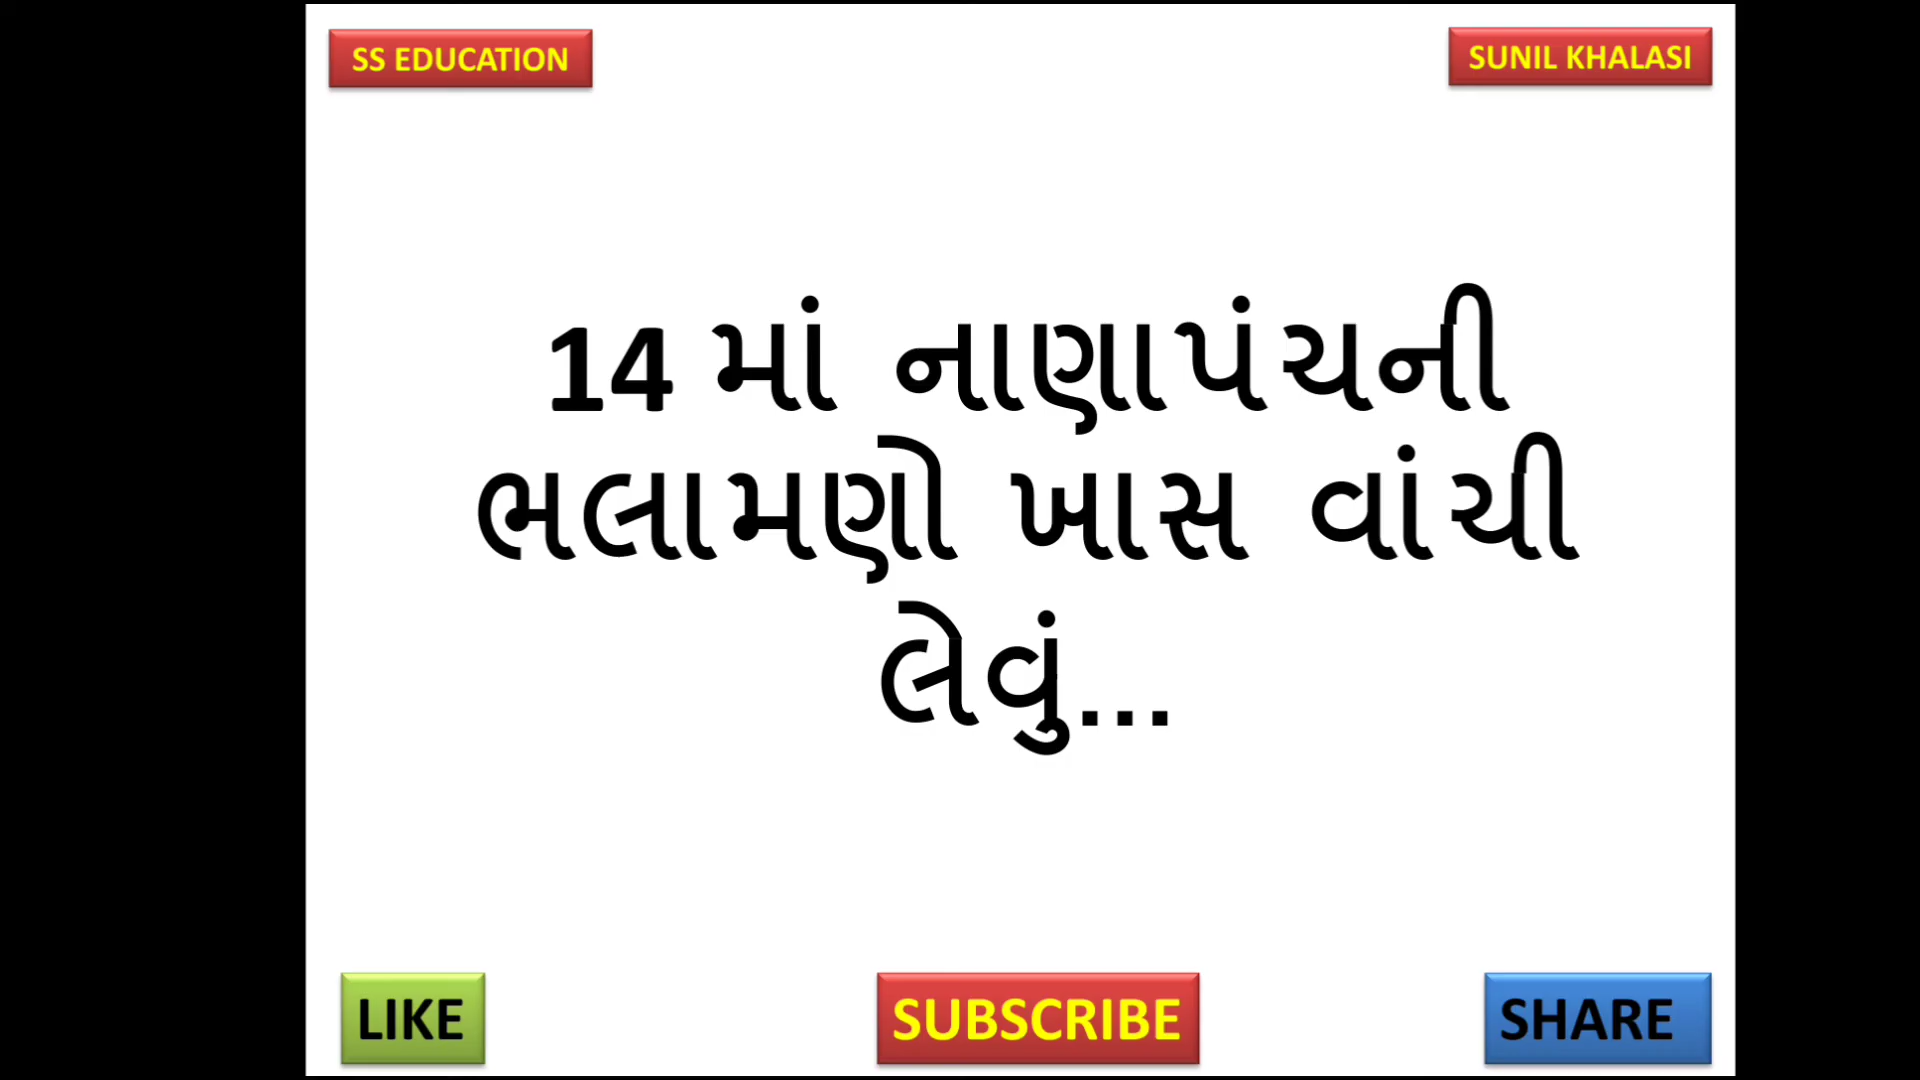 SS EDUCATION
SUNIL KHALASI
14 માં નાણાપંચની
ભલામણો ખાસ વાંચી
લેવું...
LIKE
SUBSCRIBE
SHARE